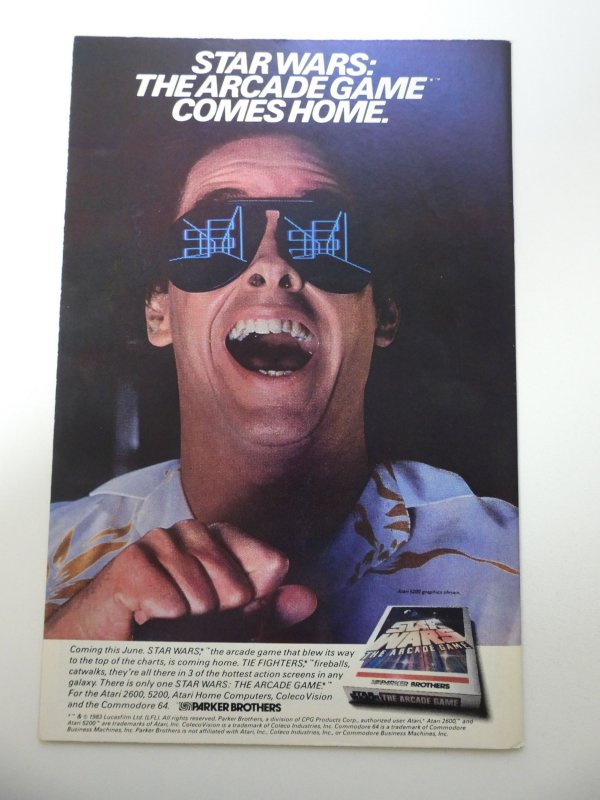 STAR WARS:
THE ARCADE GAME™
COMES HOME.
Atari 5200 graphics shown.
STAR
WARS
THE ARCADE GAME
PARKER BROTHERS
STAR WARS THE ARCADE GAME
Coming this June. STAR WARS,®™ the arcade game that blew its way
to the top of the charts, is coming home. TIE FIGHTERS,®™ fireballs,
catwalks, they're all there in 3 of the hottest action screens in any
galaxy. There is only one STAR WARS: THE ARCADE GAME.®™
For the Atari 2600, 5200, Atari Home Computers, ColecoVision
and the Commodore 64. PARKER BROTHERS
®™ & © 1983 Lucasfilm Ltd. (LFL). All rights reserved. Parker Brothers, a division of CPG Products Corp., authorized user. Atari,® Atari 2600,™ and
Atari 5200™ are trademarks of Atari, Inc. ColecoVision is a trademark of Coleco Industries, Inc. Commodore 64 is a trademark of Commodore
Business Machines, Inc. Parker Brothers is not affiliated with Atari, Inc., Coleco Industries, Inc., or Commodore Business Machines, Inc.